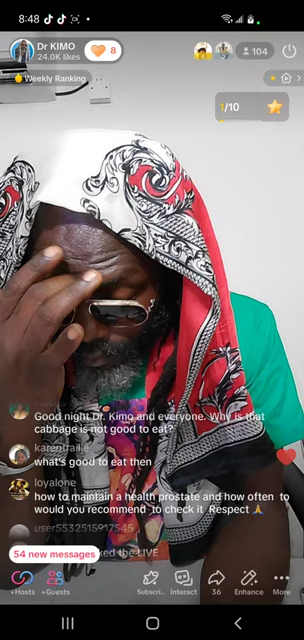 8:48
Dr KIMO
24.0K likes
8
104
Weekly Ranking
1/10
Good night Dr. Kimo and everyone. Why is that
cabbage is not good to eat?
karentraille
what's good to eat then
loyalone
how to maintain a health prostate and how often to
would you recommend to check it Respect 🙏
user5532515917545
54 new messages
ked the LIVE
+Hosts
+Guests
Subscri...
Interact
36
Enhance
More